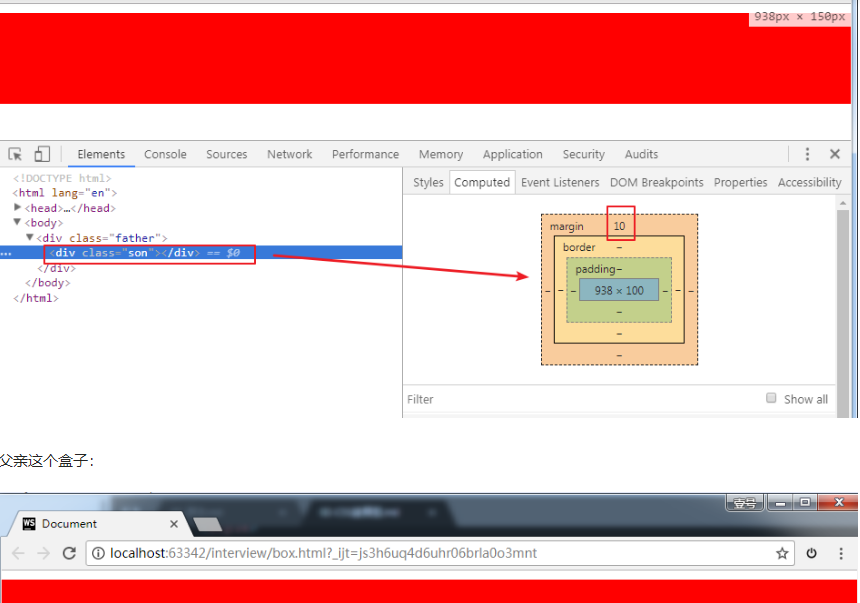 938px × 150px
Elements Console Sources Network Performance Memory Application Security Audits
Styles Computed Event Listeners DOM Breakpoints Properties Accessibility
<!DOCTYPE html>
<html lang="en">
<head>…</head>
<body>
<div class="father">
<div class="son"></div> == $0
</div>
</body>
</html>
margin 10
border –
padding–
– – – 938 × 100 – – –
–
–
–
Filter Show all
父亲这个盒子：
壹号
WS Document
localhost:63342/interview/box.html?_ijt=js3h6uq4d6uhr06brla0o3mnt